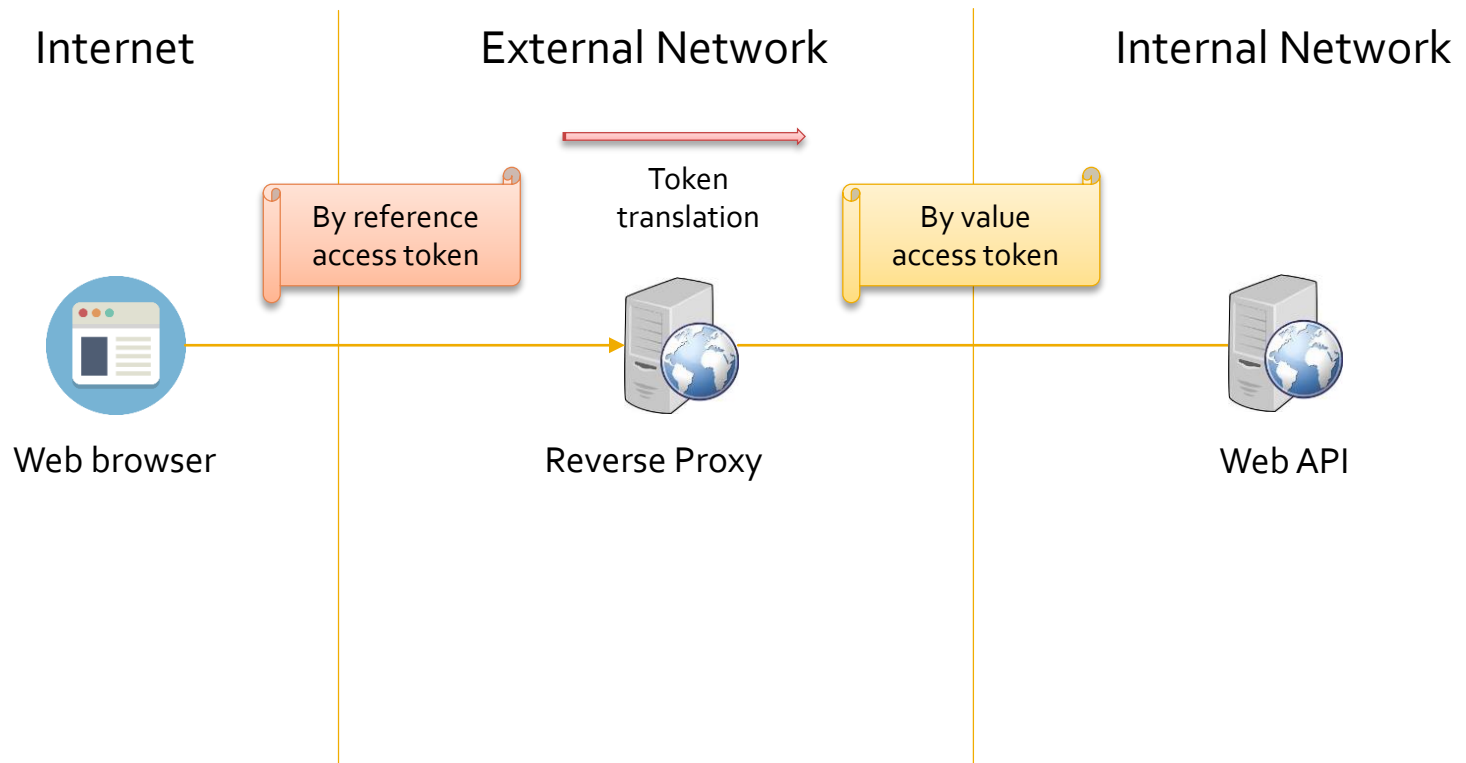 Internet
External Network
Internal Network
Token
translation
By reference
access token
By value
access token
Web browser
Reverse Proxy
Web API